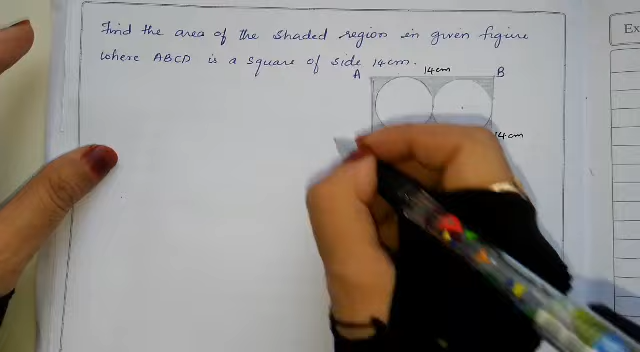 Find the area of the shaded region in given figure
where ABCD is a square of side 14cm.
A 14cm B
14cm
Ex